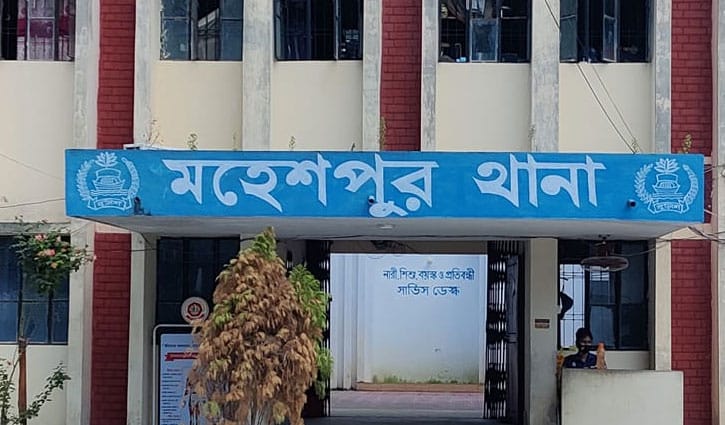 মহেশপুর থানা
নারী, শিশু, বয়স্ক ও প্রতিবন্ধী
সার্ভিস ডেস্ক